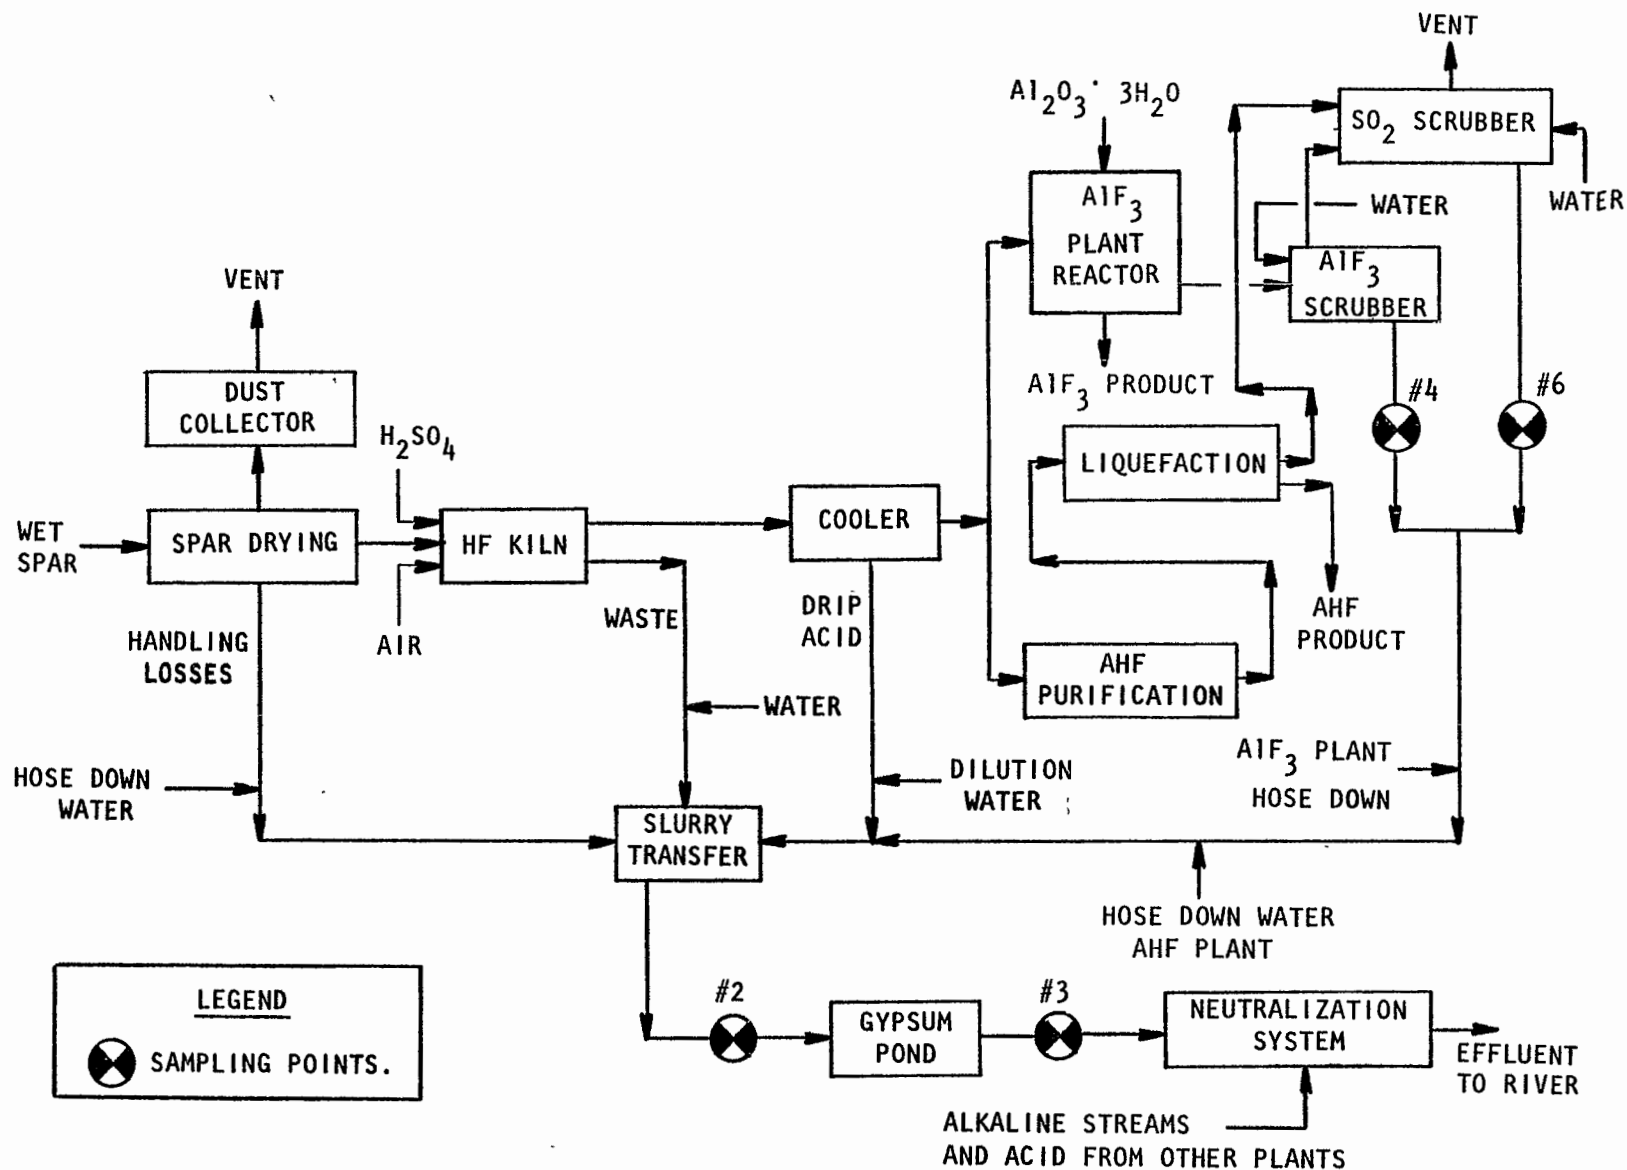 VENT
Al2O3· 3H2O
SO2 SCRUBBER
WATER
AlF3
PLANT
REACTOR
WATER
AlF3
SCRUBBER
VENT
DUST
COLLECTOR
AlF3 PRODUCT
#4
#6
H2SO4
LIQUEFACTION
WET
SPAR
SPAR DRYING
HF KILN
COOLER
HANDLING
LOSSES
AIR
WASTE
DRIP
ACID
AHF
PRODUCT
AHF
PURIFICATION
WATER
HOSE DOWN
WATER
DILUTION
WATER
AlF3 PLANT
HOSE DOWN
SLURRY
TRANSFER
HOSE DOWN WATER
AHF PLANT
LEGEND
SAMPLING POINTS.
#2
GYPSUM
POND
#3
NEUTRALIZATION
SYSTEM
EFFLUENT
TO RIVER
ALKALINE STREAMS
AND ACID FROM OTHER PLANTS